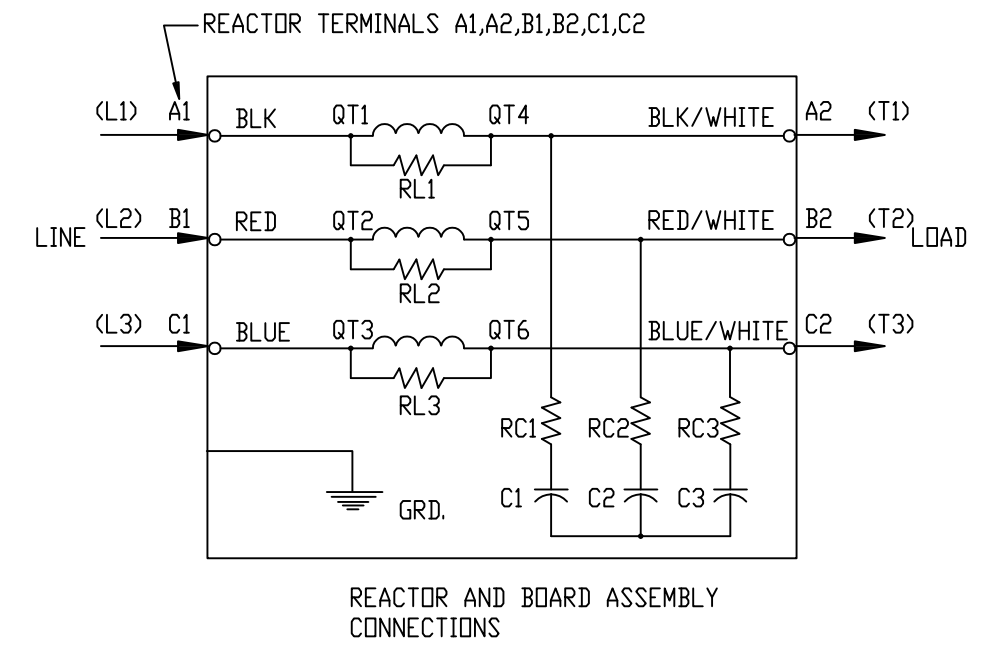 REACTOR TERMINALS A1,A2,B1,B2,C1,C2
(L1) A1 BLK QT1 QT4 BLK/WHITE A2 (T1)
RL1
LINE (L2) B1 RED QT2 QT5 RED/WHITE B2 (T2) LOAD
RL2
(L3) C1 BLUE QT3 QT6 BLUE/WHITE C2 (T3)
RL3
RC1 RC2 RC3
C1 C2 C3
GRD.
REACTOR AND BOARD ASSEMBLY
CONNECTIONS